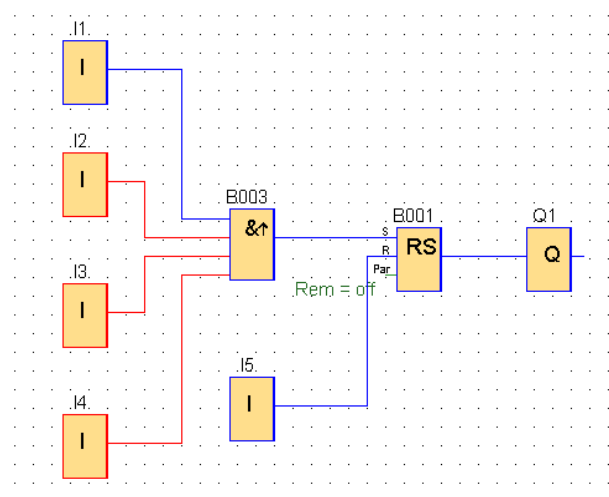 .I1.
I
.I2.
I
B003
&↑
B001
S
R
Par
RS
Q1
Q
.I3.
I
Rem = off
.I5.
I
.I4.
I